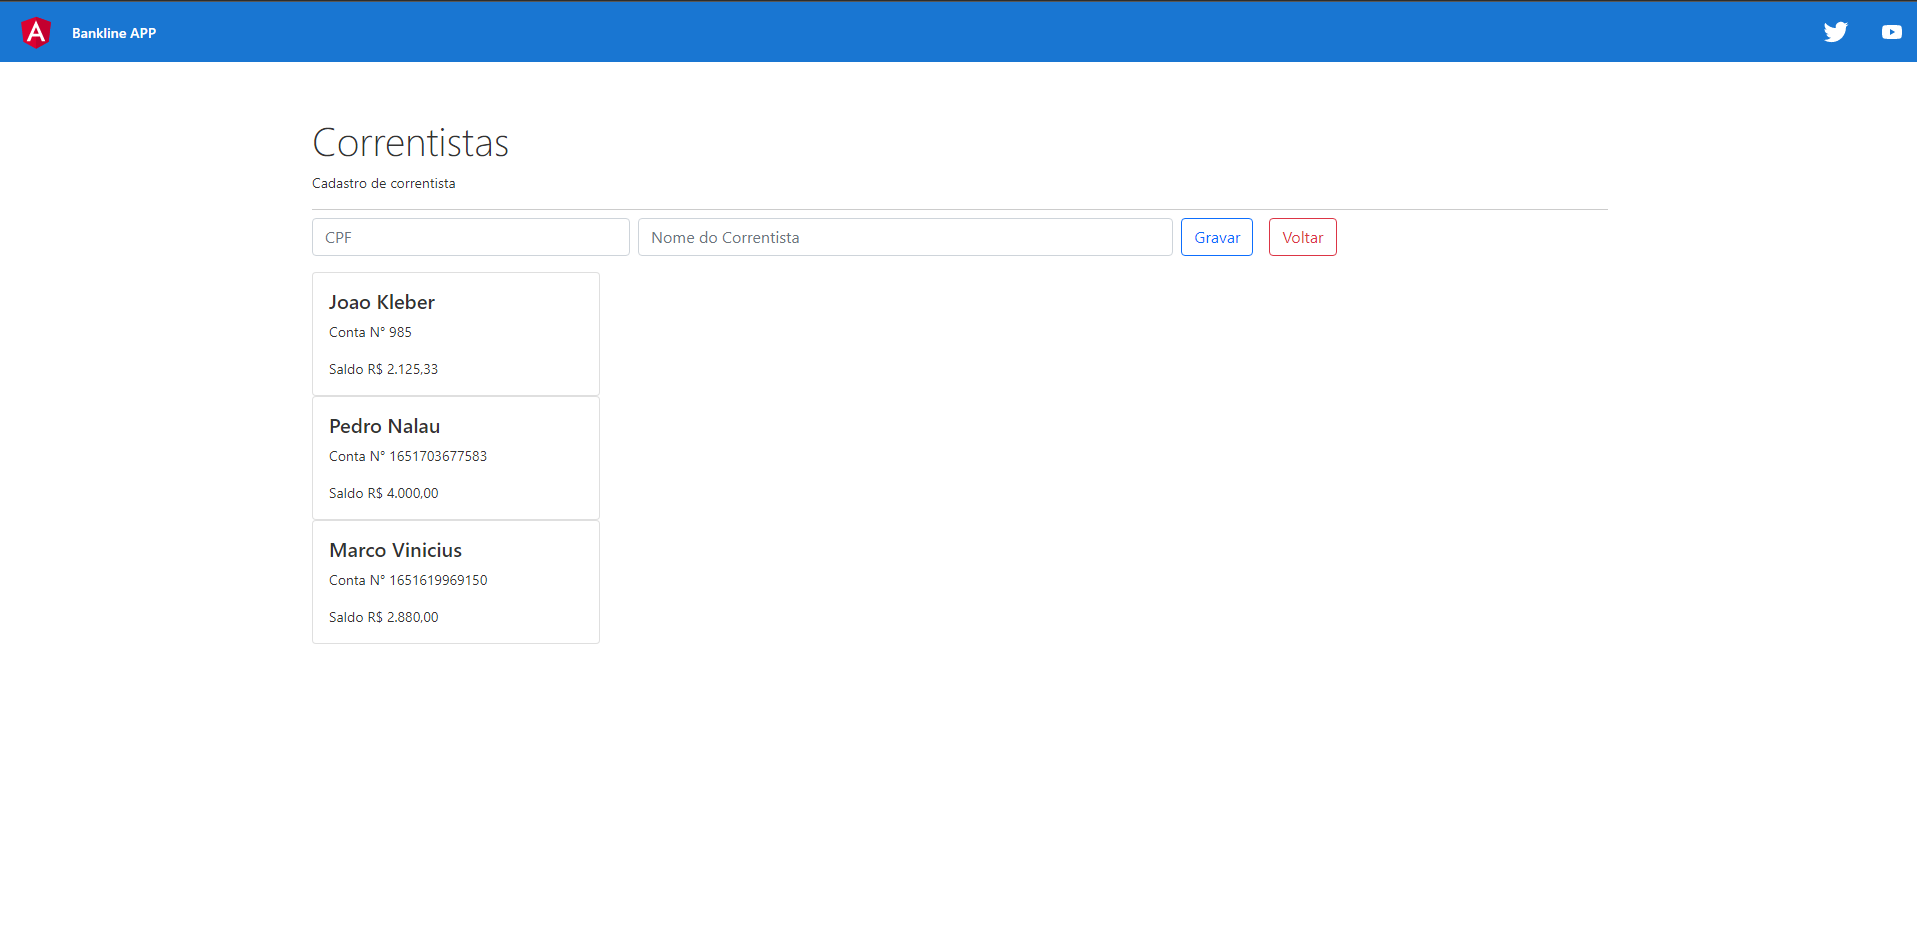 A
Bankline APP
Correntistas
Cadastro de correntista
CPF
Nome do Correntista
Gravar
Voltar
Joao Kleber
Conta N° 985
Saldo R$ 2.125,33
Pedro Nalau
Conta N° 1651703677583
Saldo R$ 4.000,00
Marco Vinicius
Conta N° 1651619969150
Saldo R$ 2.880,00